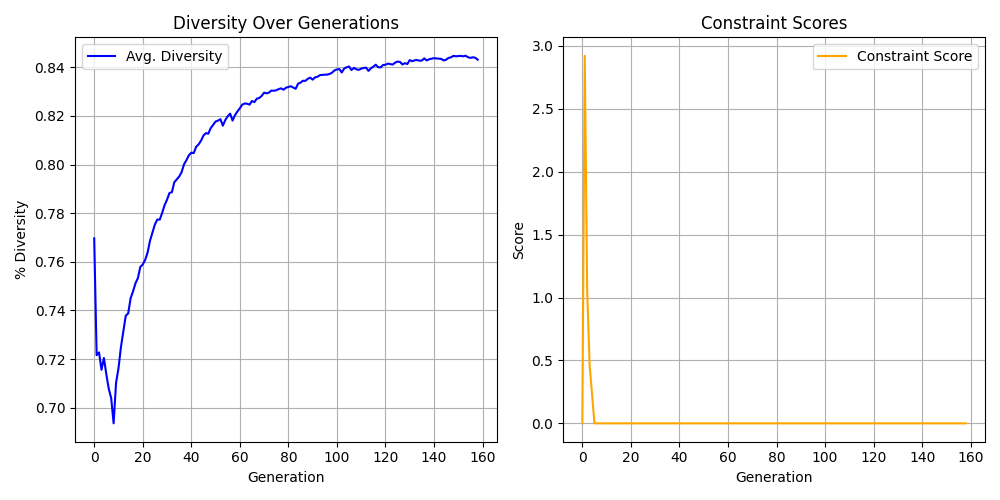 Diversity Over Generations
Avg. Diversity
% Diversity
0.84
0.82
0.80
0.78
0.76
0.74
0.72
0.70
0 20 40 60 80 100 120 140 160
Generation
Constraint Scores
Constraint Score
Score
3.0
2.5
2.0
1.5
1.0
0.5
0.0
0 20 40 60 80 100 120 140 160
Generation